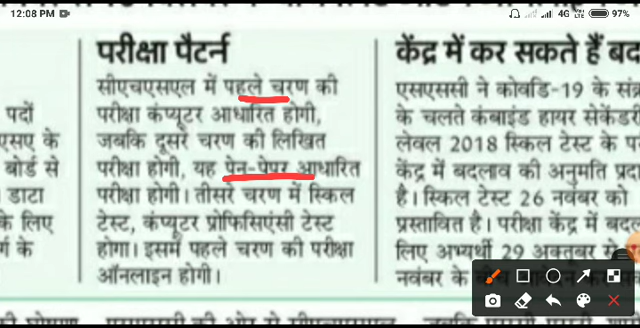 12:08 PM
4G
97%
परीक्षा पैटर्न
सीएचएसएल में पहले चरण की
परीक्षा कंप्यूटर आधारित होगी,
जबकि दूसरे चरण की लिखित
परीक्षा होगी, यह पेन-पेपर आधारित
परीक्षा होगी। तीसरे चरण में स्किल
टेस्ट, कंप्यूटर प्रोफिसिएंसी टेस्ट
होगा। इसमें पहले चरण की परीक्षा
ऑनलाइन होगी।
केंद्र में कर सकते हैं
एसएससी ने कोवडि-19 के
के चलते कंबाइंड हायर सेकेंडर
लेवल 2018 स्किल टेस्ट के
केंद्र में बदलाव की अनुमति
है। स्किल टेस्ट 26 नवंबर को
प्रस्तावित है। परीक्षा केंद्र में
लिए अभ्यर्थी 29 अक्तूबर से
नवंबर के
पदों
के
बोर्ड से
डाटा
के लिए
के